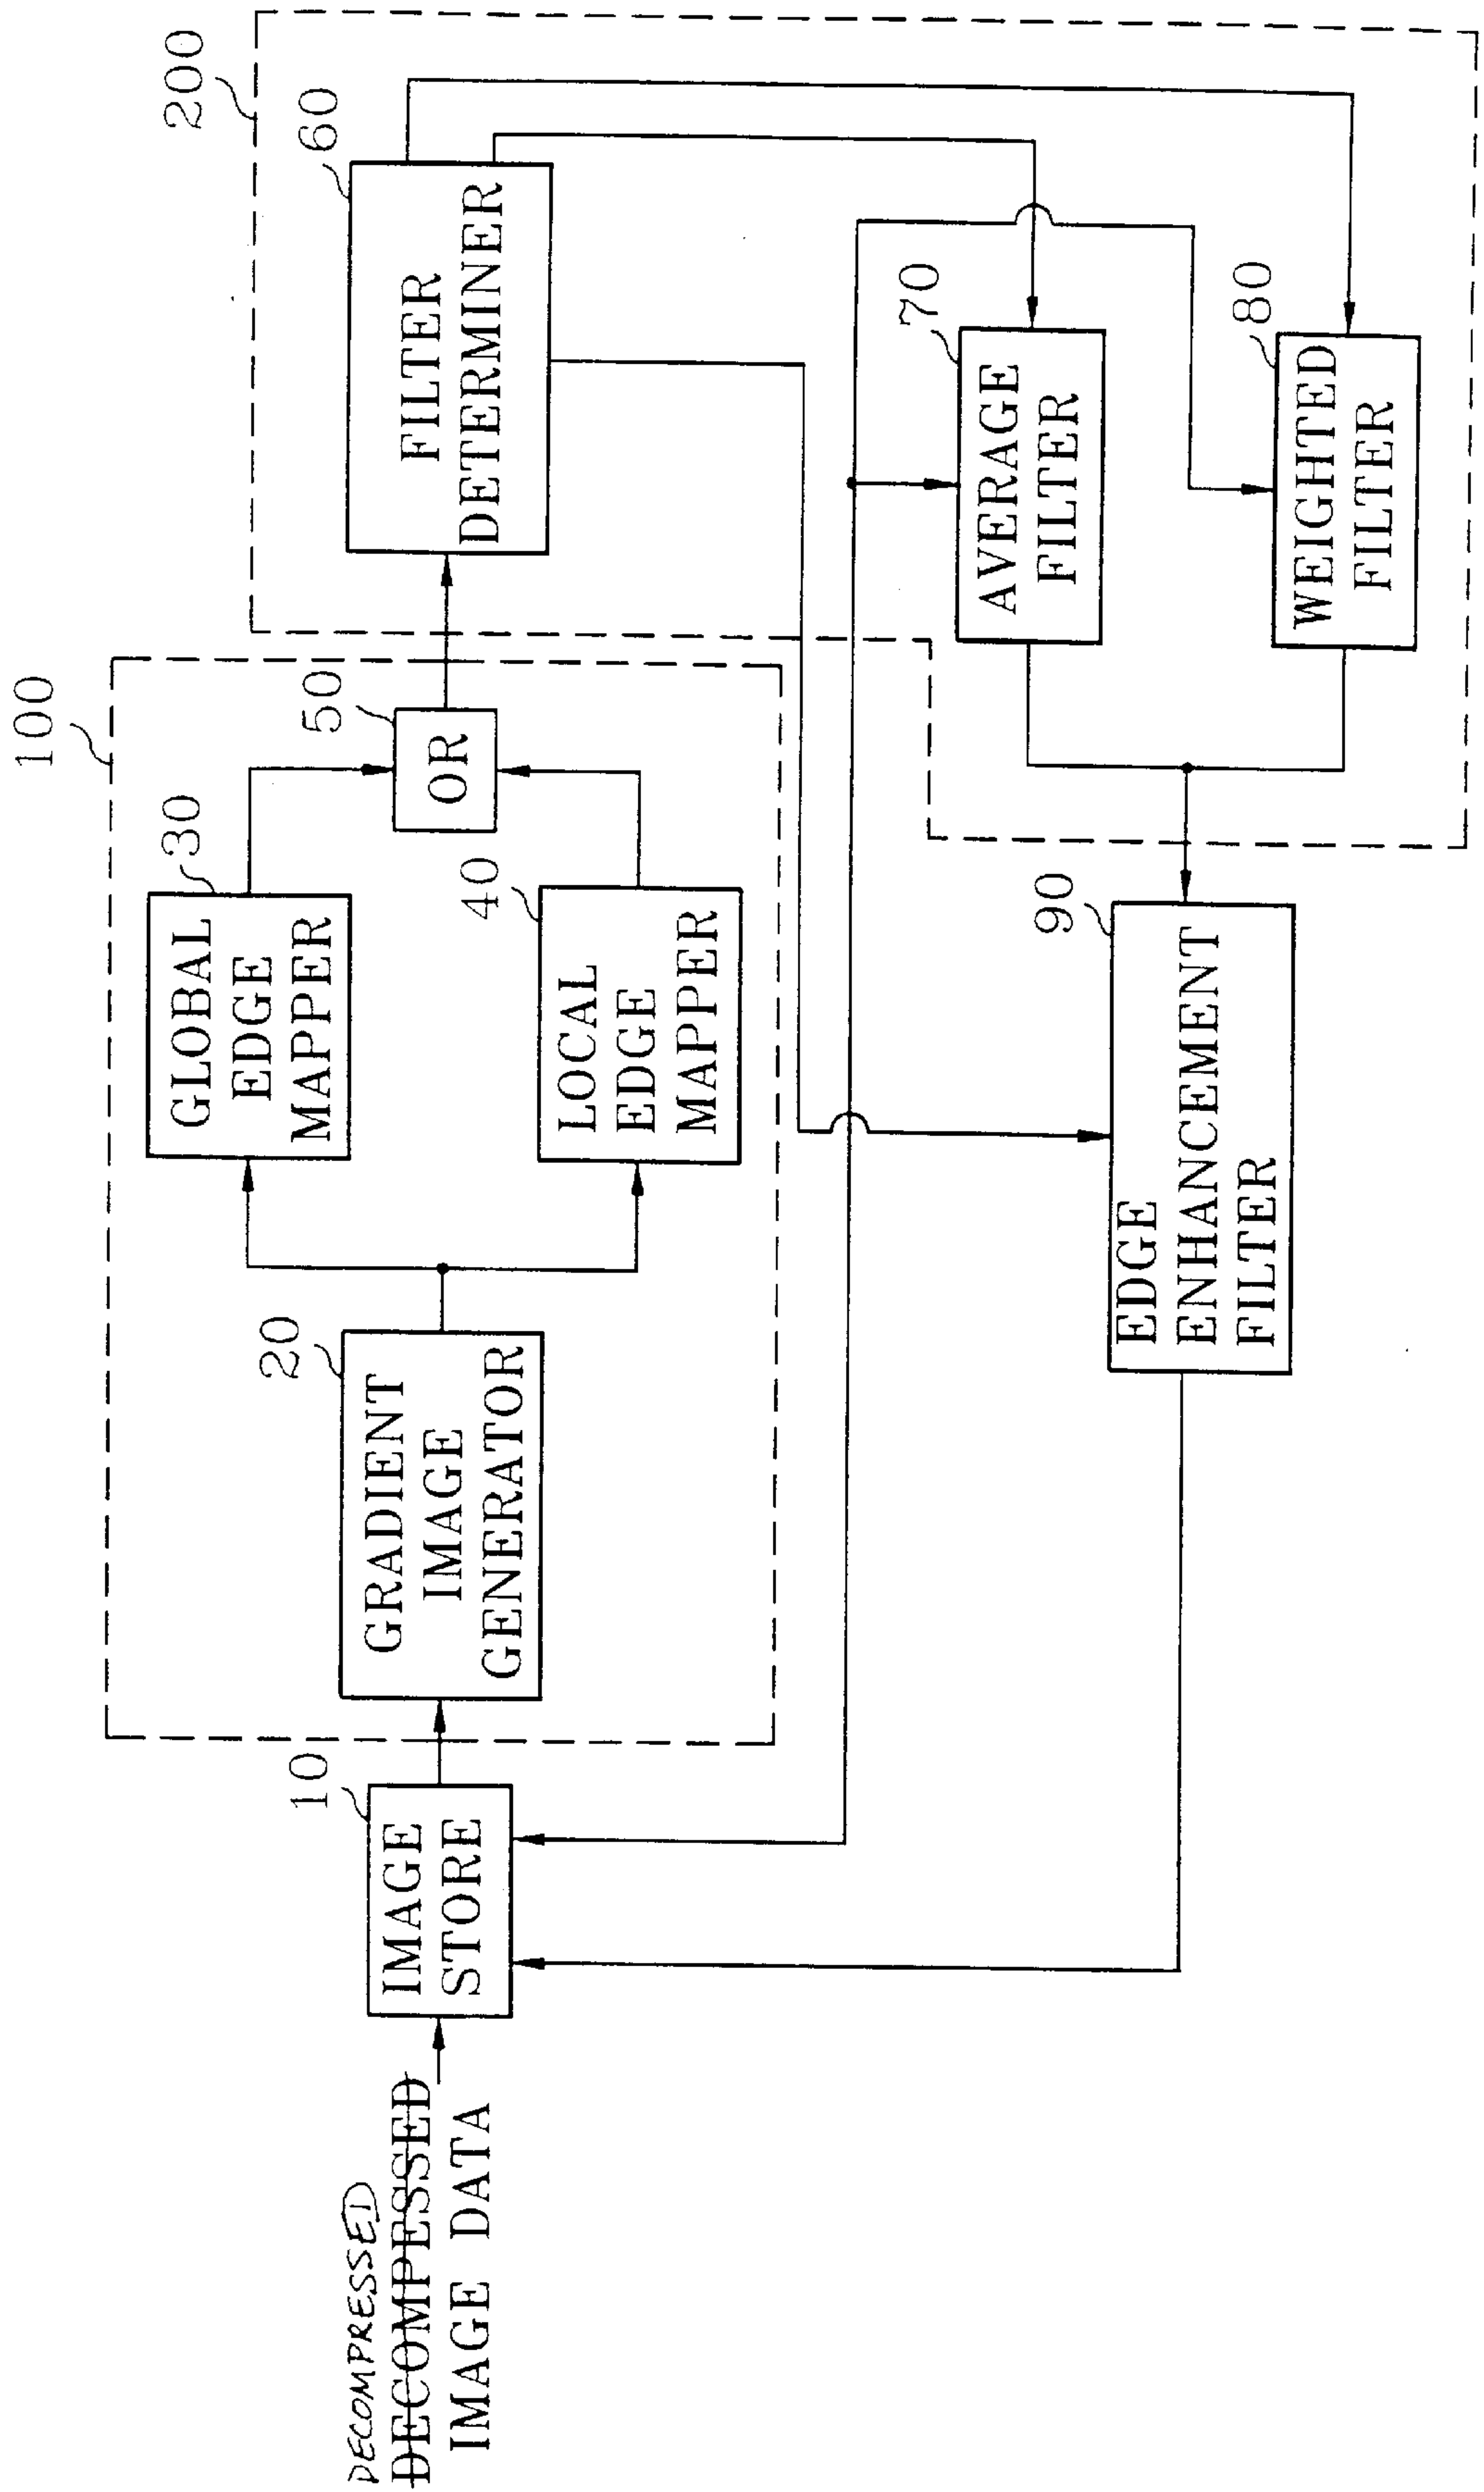 100
200
GLOBAL
EDGE
MAPPER
30
50
OR
60
FILTER
DETERMINER
20
GRADIENT
IMAGE
GENERATOR
40
LOCAL
EDGE
MAPPER
10
IMAGE
STORE
DECOMPRESSED
DECOMPESSED
IMAGE DATA
70
AVERAGE
FILTER
90
EDGE
ENHANCEMENT
FILTER
80
WEIGHTED
FILTER